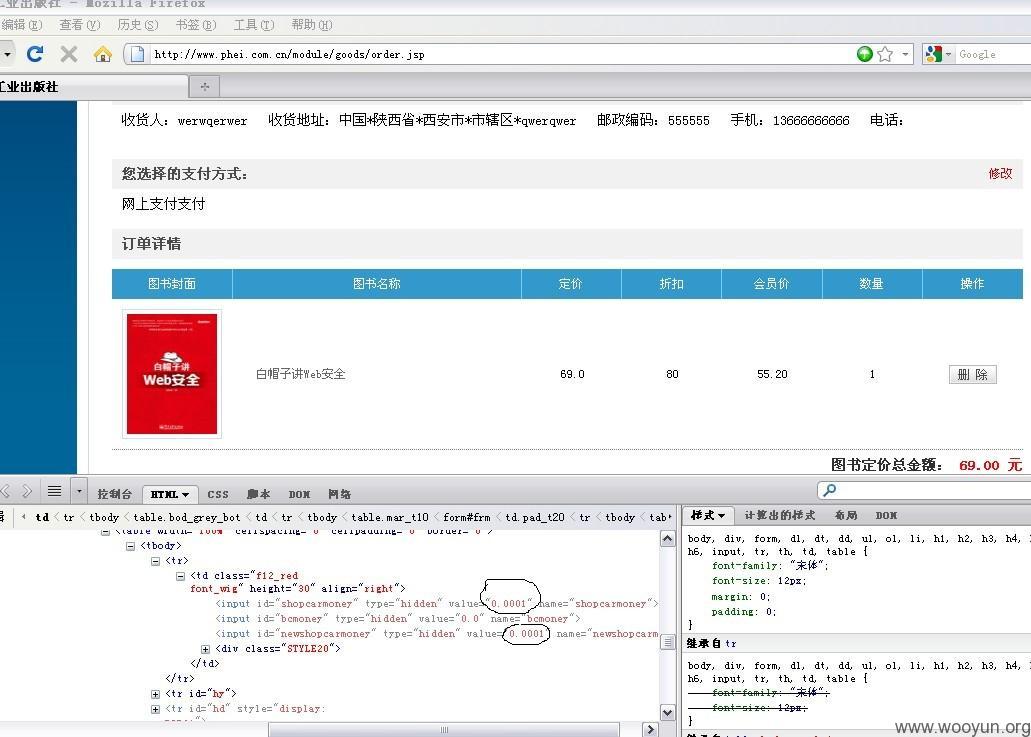 工业出版社 - Mozilla Firefox
编辑(E) 查看(V) 历史(S) 书签(B) 工具(T) 帮助(H)
http://www.phei.com.cn/module/goods/order.jsp
Google
工业出版社
收货人：werwqerwer 收货地址：中国*陕西省*西安市*市辖区*qwerqwer 邮政编码：555555 手机：13666666666 电话：
您选择的支付方式：
修改
网上支付支付
订单详情
图书封面 图书名称 定价 折扣 会员价 数量 操作
白帽子讲
Web安全
白帽子讲Web安全 69.0 80 55.20 1 删 除
图书定价总金额： 69.00 元
控制台 HTML CSS 脚本 DOM 网络
td < tr < tbody < table.bod_grey_bot < td < tr < tbody < table.mar_t10 < form#frm < td.pad_t20 < tr < tbody < tab
样式 计算出的样式 布局 DOM
<table width="100%" cellspacing="0" cellpadding="0" border="0">
<tbody>
<tr>
<td class="f12_red
font_wig" height="30" align="right">
<input id="shopcarmoney" type="hidden" value="0.0001" name="shopcarmoney">
<input id="bcmoney" type="hidden" value="0.0" name="bcmoney">
<input id="newshopcarmoney" type="hidden" value="0.0001" name="newshopcarm
<div class="STYLE20">
</td>
</tr>
<tr id="hy">
<tr id="hd" style="display:
body, div, form, dl, dt, dd, ul, ol, li, h1, h2, h3, h4,
h6, input, tr, th, td, table {
font-family: "宋体";
font-size: 12px;
margin: 0;
padding: 0;
}
继承自 tr
body, div, form, dl, dt, dd, ul, ol, li, h1, h2, h3, h4,
h6, input, tr, th, td, table {
font-family: "宋体";
font-size: 12px;
}
www.wooyun.org